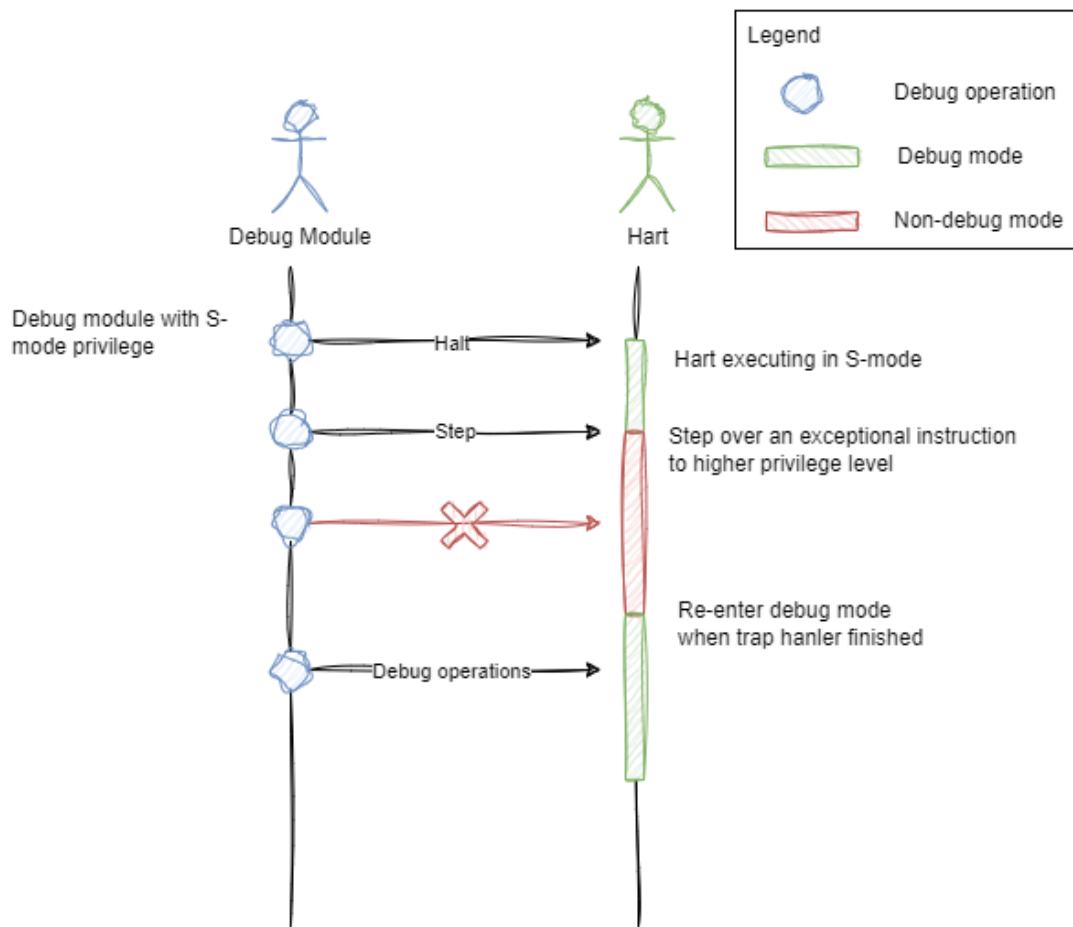 Legend
Debug operation
Debug mode
Non-debug mode
Debug Module
Hart
Debug module with S-
mode privilege
Halt
Hart executing in S-mode
Step
Step over an exceptional instruction
to higher privilege level
Re-enter debug mode
when trap hanler finished
Debug operations